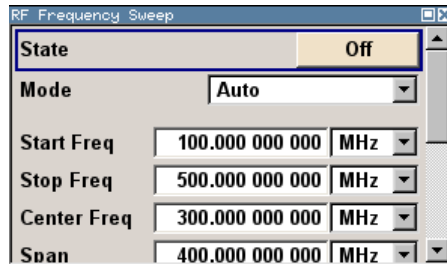 RF Frequency Sweep
State Off
Mode Auto
Start Freq 100.000 000 000 MHz
Stop Freq 500.000 000 000 MHz
Center Freq 300.000 000 000 MHz
Span 400.000 000 000 MHz